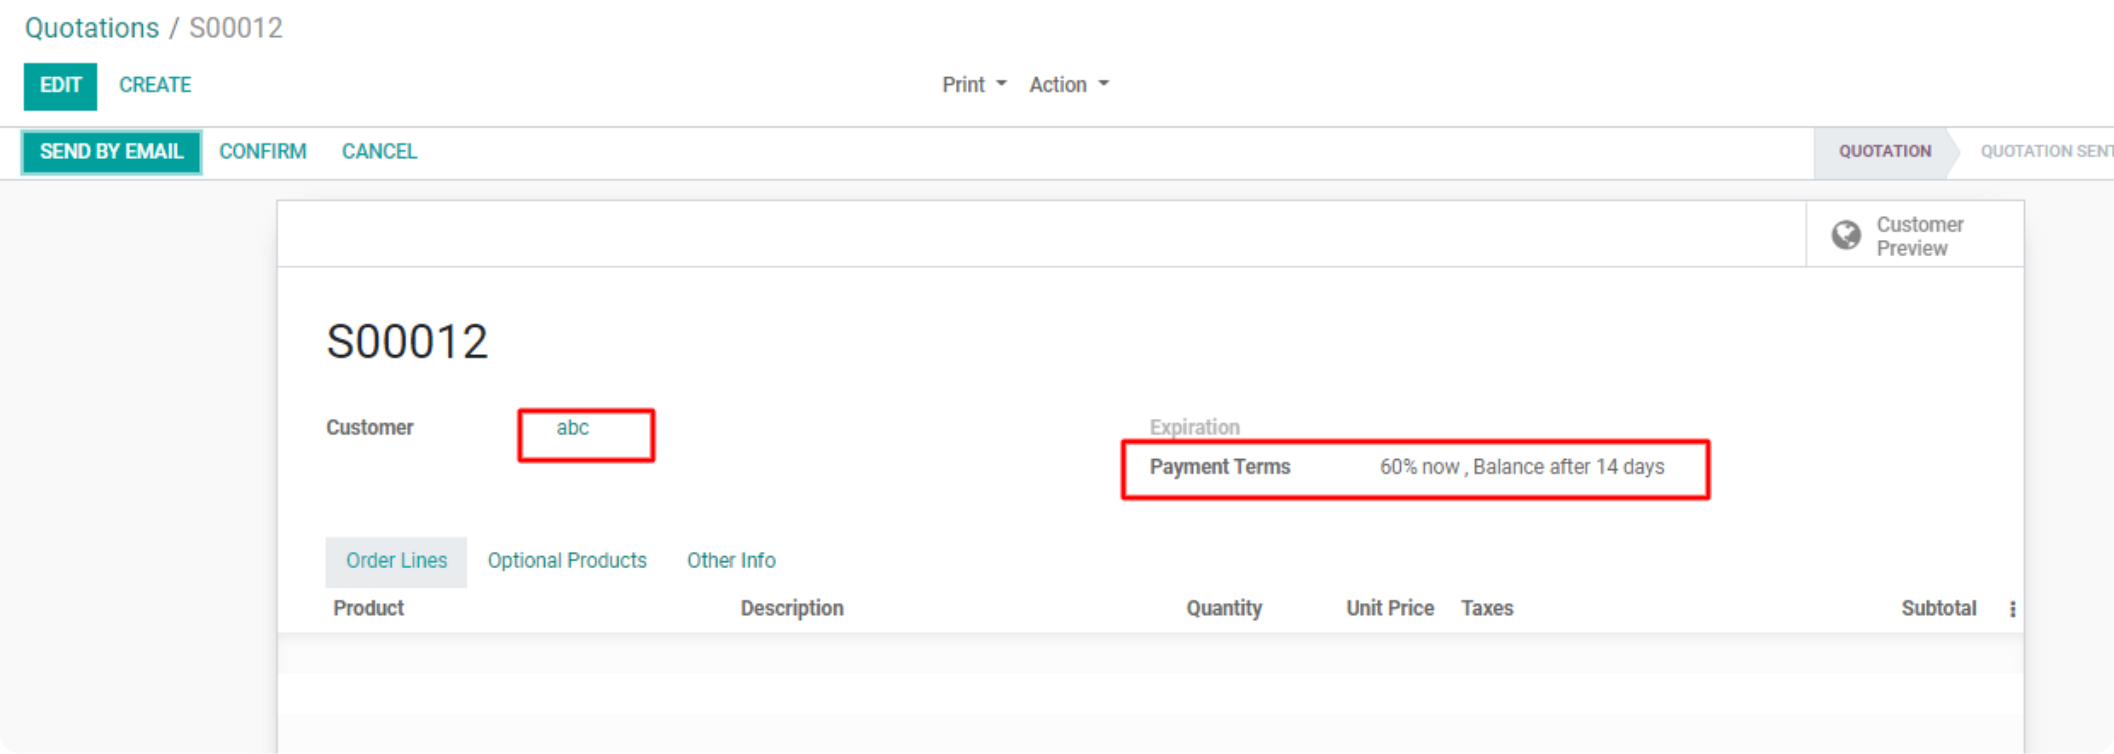 Quotations / S00012
EDIT CREATE Print Action
SEND BY EMAIL CONFIRM CANCEL QUOTATION QUOTATION SENT
Customer
Preview
S00012
Customer abc Expiration
Payment Terms 60% now , Balance after 14 days
Order Lines Optional Products Other Info
Product Description Quantity Unit Price Taxes Subtotal